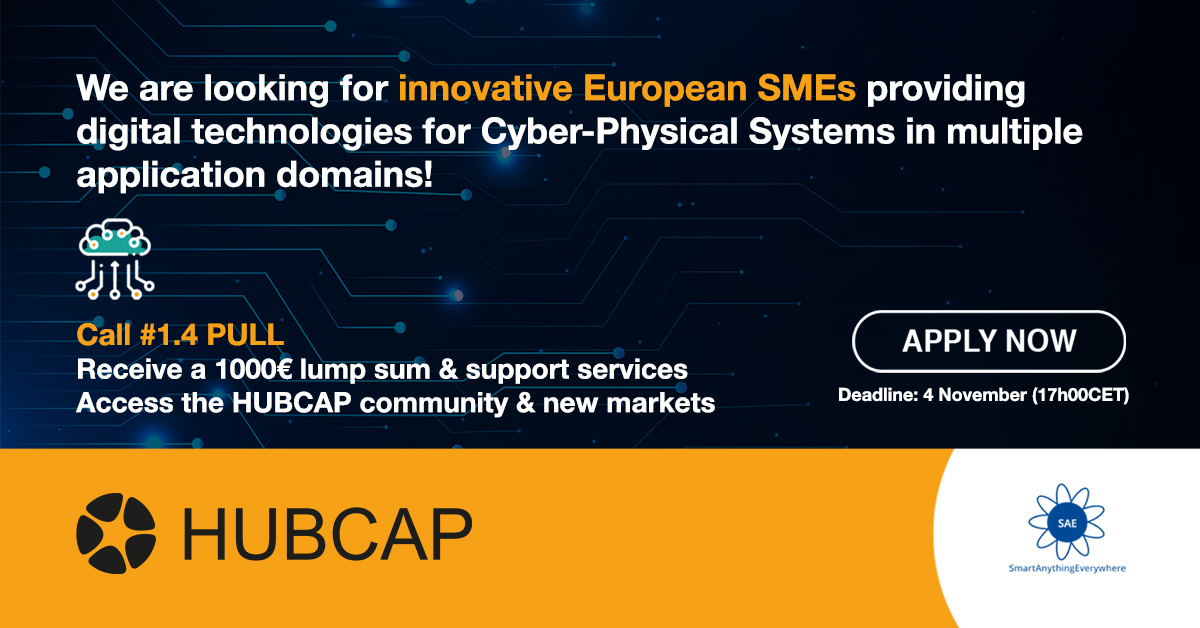 We are looking for innovative European SMEs providing
digital technologies for Cyber-Physical Systems in multiple
application domains!
Call #1.4 PULL
Receive a 1000€ lump sum & support services
Access the HUBCAP community & new markets
APPLY NOW
Deadline: 4 November (17h00CET)
HUBCAP
SAE
SmartAnythingEverywhere